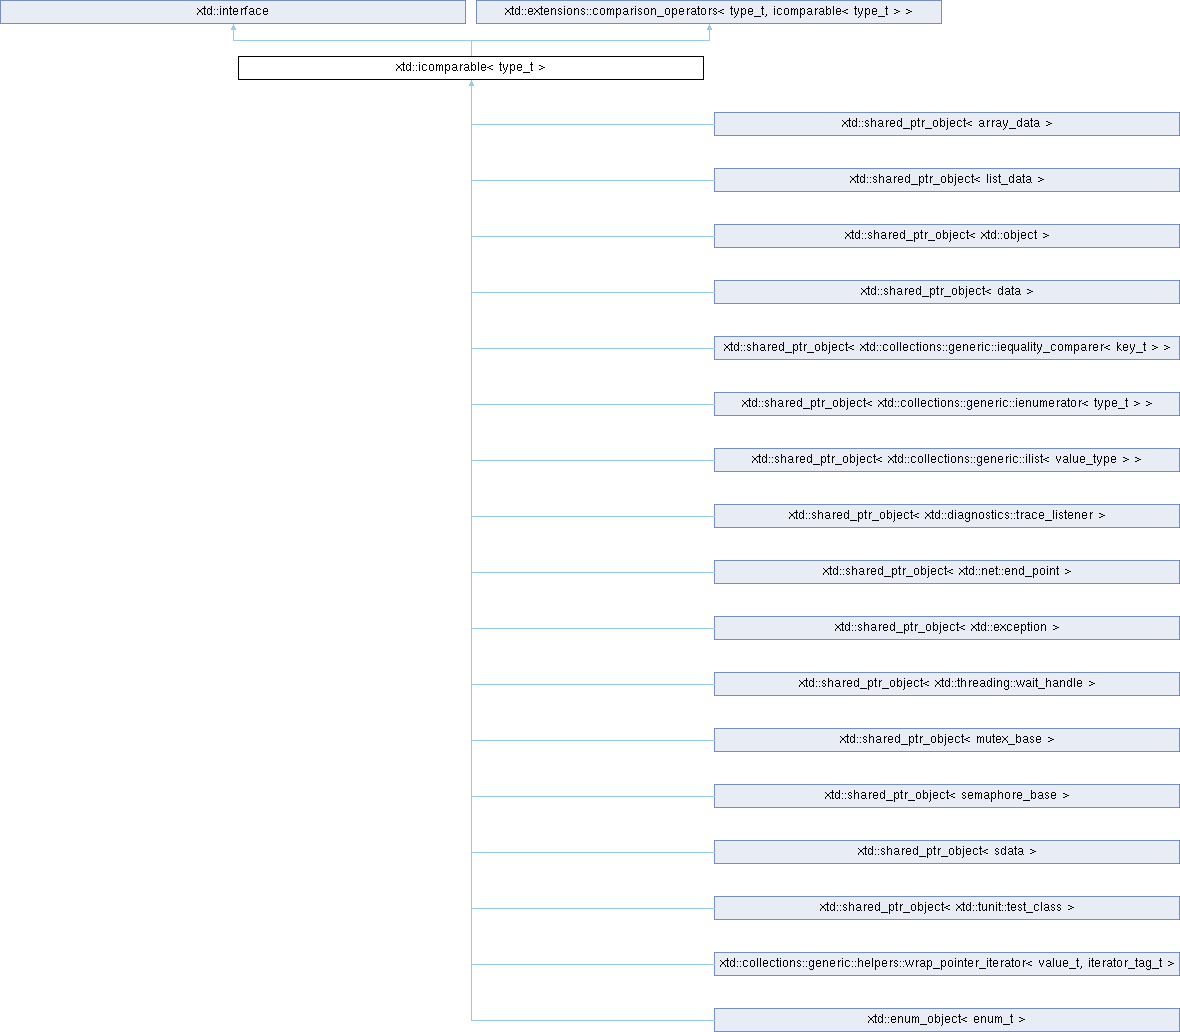 xtd::interface
xtd::extensions::comparison_operators< type_t, icomparable< type_t > >
xtd::icomparable< type_t >
xtd::shared_ptr_object< array_data >
xtd::shared_ptr_object< list_data >
xtd::shared_ptr_object< xtd::object >
xtd::shared_ptr_object< data >
xtd::shared_ptr_object< xtd::collections::generic::iequality_comparer< key_t > >
xtd::shared_ptr_object< xtd::collections::generic::ienumerator< type_t > >
xtd::shared_ptr_object< xtd::collections::generic::ilist< value_type > >
xtd::shared_ptr_object< xtd::diagnostics::trace_listener >
xtd::shared_ptr_object< xtd::net::end_point >
xtd::shared_ptr_object< xtd::exception >
xtd::shared_ptr_object< xtd::threading::wait_handle >
xtd::shared_ptr_object< mutex_base >
xtd::shared_ptr_object< semaphore_base >
xtd::shared_ptr_object< sdata >
xtd::shared_ptr_object< xtd::tunit::test_class >
xtd::collections::generic::helpers::wrap_pointer_iterator< value_t, iterator_tag_t >
xtd::enum_object< enum_t >